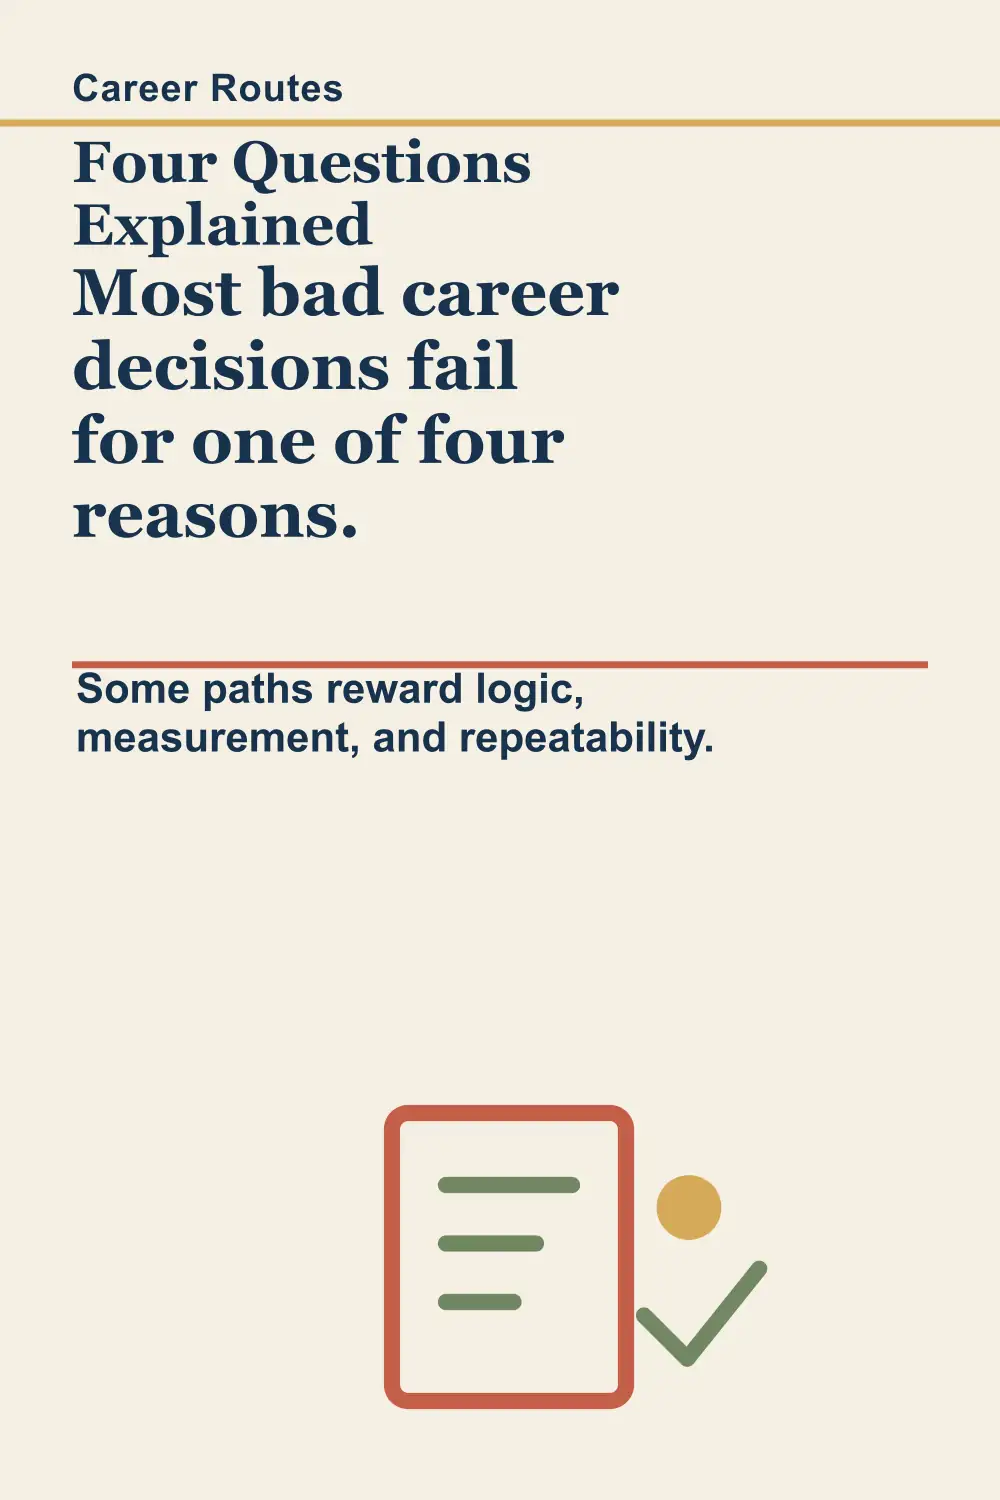 Career Routes
Four Questions
Explained
Most bad career
decisions fail
for one of four
reasons.
Some paths reward logic,
measurement, and repeatability.